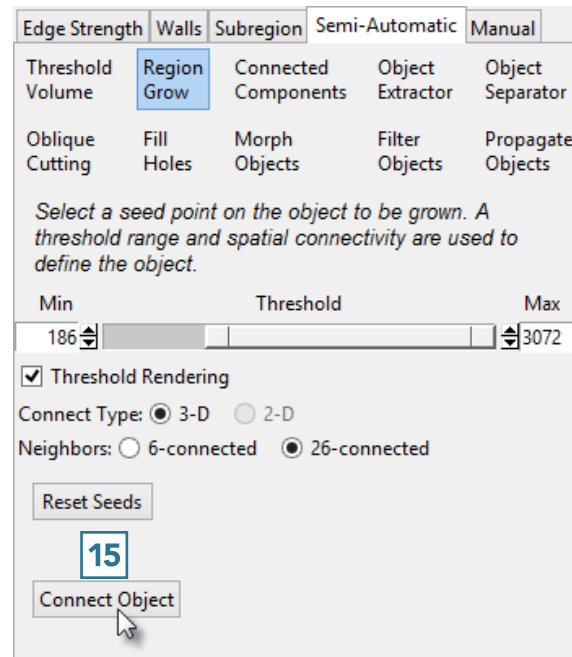 Edge Strength Walls Subregion Semi-Automatic Manual
Threshold Volume Region Grow Connected Components Object Extractor Object Separator
Oblique Cutting Fill Holes Morph Objects Filter Objects Propagate Objects
Select a seed point on the object to be grown. A
threshold range and spatial connectivity are used to
define the object.
Min Threshold Max
186 3072
Threshold Rendering
Connect Type: 3-D 2-D
Neighbors: 6-connected 26-connected
Reset Seeds
15
Connect Object